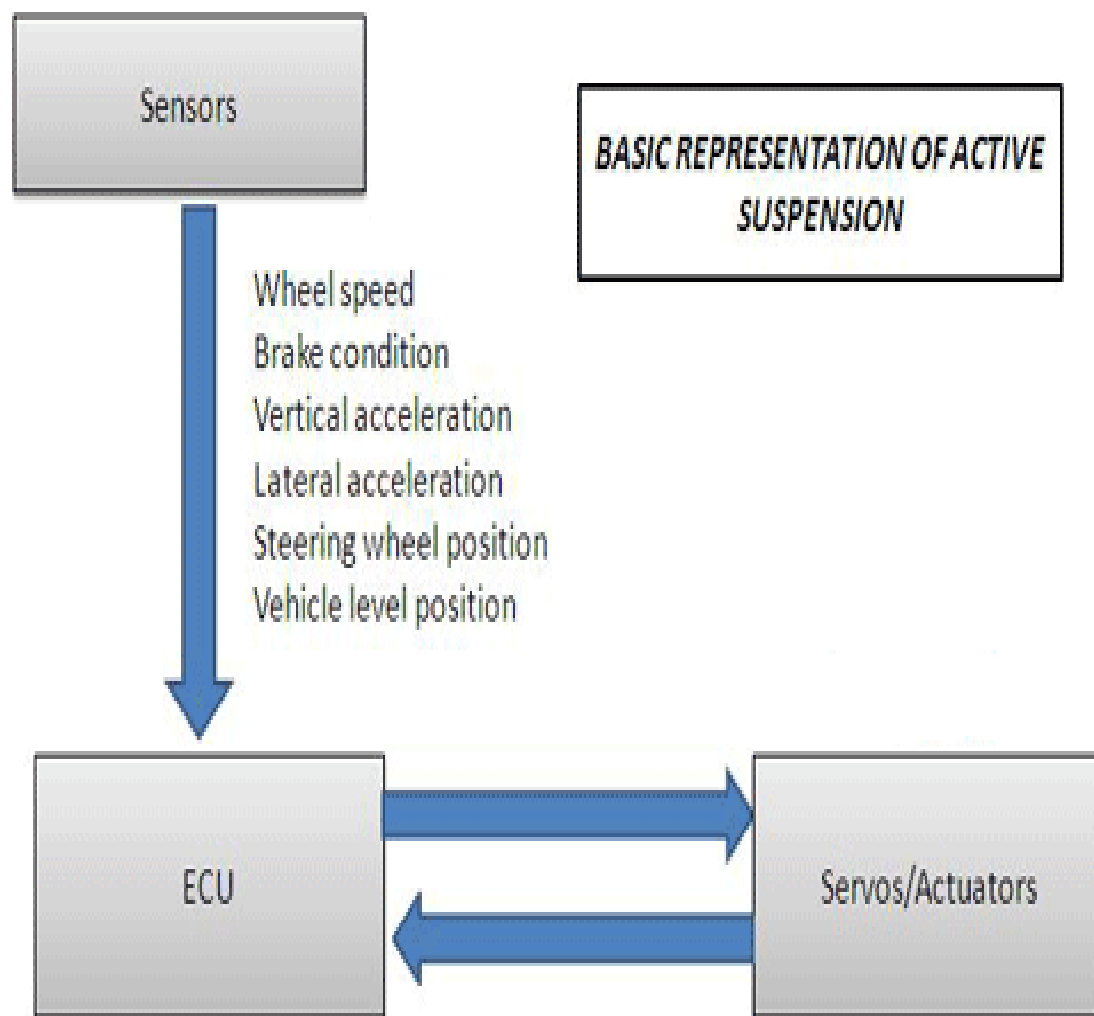 Sensors
BASIC REPRESENTATION OF ACTIVE
SUSPENSION
Wheel speed
Brake condition
Vertical acceleration
Lateral acceleration
Steering wheel position
Vehicle level position
ECU
Servos/Actuators